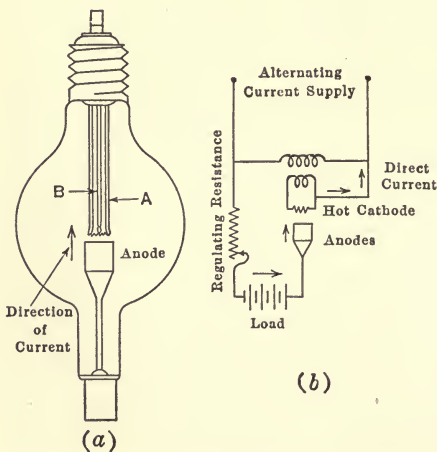 B
A
Anode
Direction
of
Current
(a)
Alternating
Current Supply
Regulating Resistance
Direct
Current
Hot Cathode
Anodes
Load
(b)